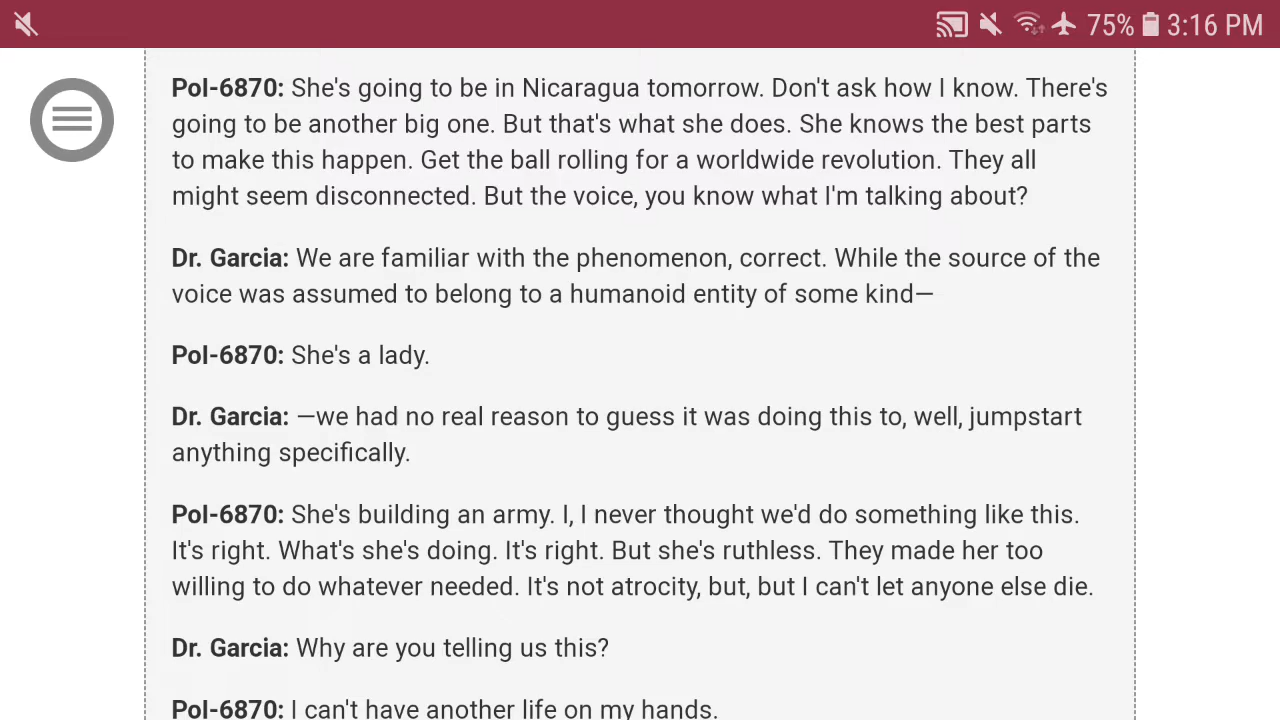 75% 3:16 PM
PoI-6870: She's going to be in Nicaragua tomorrow. Don't ask how I know. There's
going to be another big one. But that's what she does. She knows the best parts
to make this happen. Get the ball rolling for a worldwide revolution. They all
might seem disconnected. But the voice, you know what I'm talking about?
Dr. Garcia: We are familiar with the phenomenon, correct. While the source of the
voice was assumed to belong to a humanoid entity of some kind—
PoI-6870: She's a lady.
Dr. Garcia: —we had no real reason to guess it was doing this to, well, jumpstart
anything specifically.
PoI-6870: She's building an army. I, I never thought we'd do something like this.
It's right. What's she's doing. It's right. But she's ruthless. They made her too
willing to do whatever needed. It's not atrocity, but, but I can't let anyone else die.
Dr. Garcia: Why are you telling us this?
PoI-6870: I can't have another life on my hands.